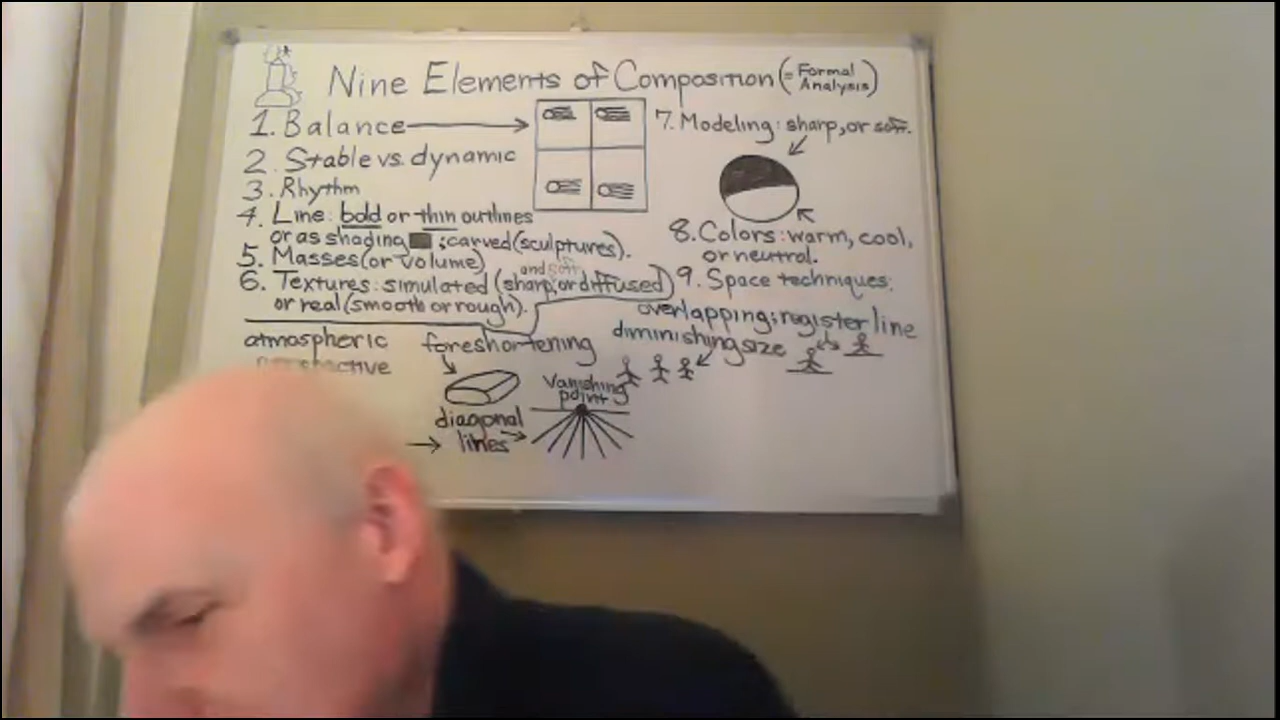 Nine Elements of Composition (= Formal Analysis)
1. Balance
2. Stable vs. dynamic
3. Rhythm
4. Line: bold or thin outlines
or as shading ; carved (sculptures).
5. Masses (or volume)
6. Textures: simulated (sharp, or diffused)
and soft
or real (smooth or rough).
7. Modeling: sharp, or soft.
8. Colors: warm, cool,
or neutral.
9. Space techniques:
overlapping; register line
diminishing size
atmospheric
perspective
foreshortening
Vanishing
point
diagonal
lines